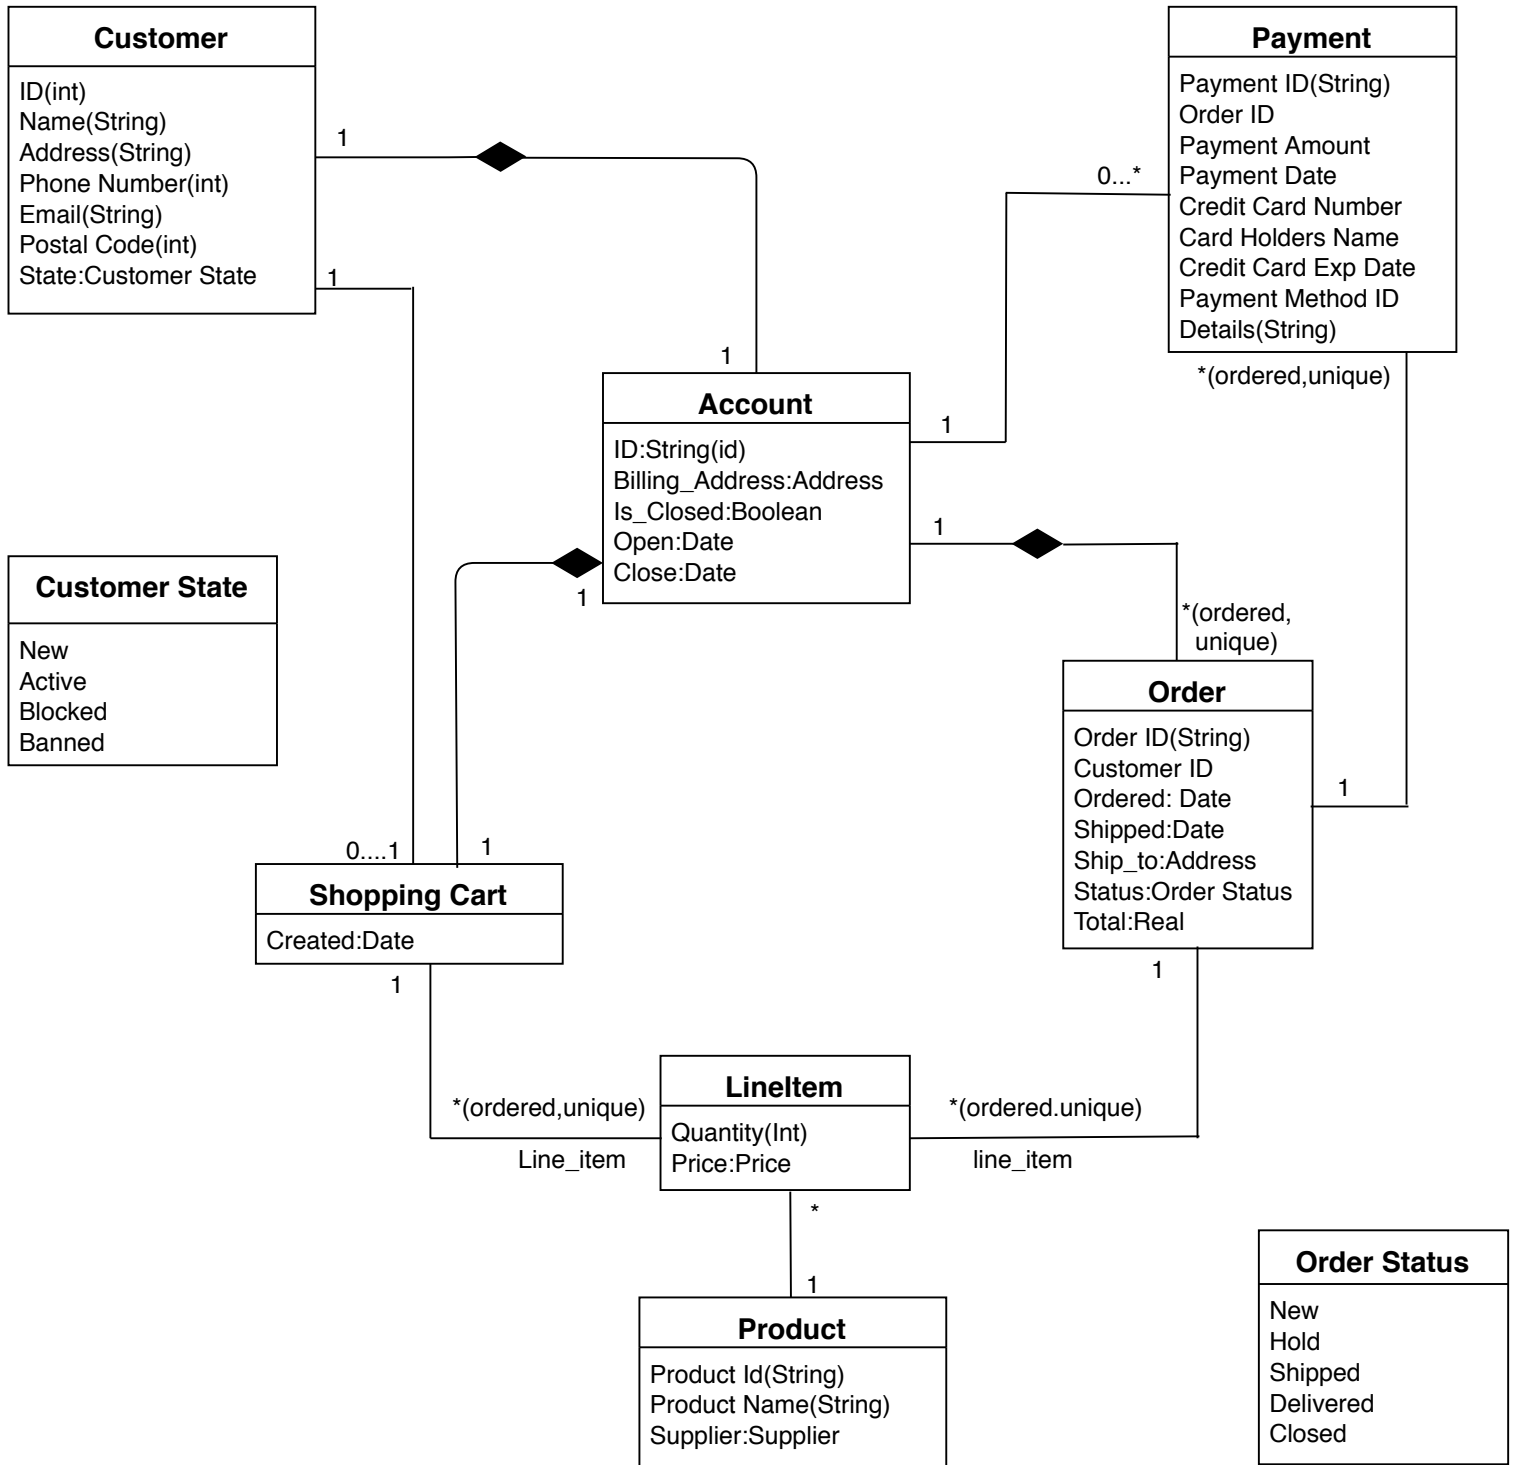 Customer
ID(int)
Name(String)
Address(String)
Phone Number(int)
Email(String)
Postal Code(int)
State:Customer State
1
1
Payment
Payment ID(String)
Order ID
Payment Amount
Payment Date
Credit Card Number
Card Holders Name
Credit Card Exp Date
Payment Method ID
Details(String)
0...*
*(ordered,unique)
1
Account
ID:String(id)
Billing_Address:Address
Is_Closed:Boolean
Open:Date
Close:Date
1
1
1
Customer State
New
Active
Blocked
Banned
*(ordered,
unique)
Order
Order ID(String)
Customer ID
Ordered: Date
Shipped:Date
Ship_to:Address
Status:Order Status
Total:Real
1
1
0....1
1
Shopping Cart
Created:Date
1
*(ordered,unique)
Line_item
LineItem
Quantity(Int)
Price:Price
*(ordered.unique)
line_item
*
1
Product
Product Id(String)
Product Name(String)
Supplier:Supplier
Order Status
New
Hold
Shipped
Delivered
Closed